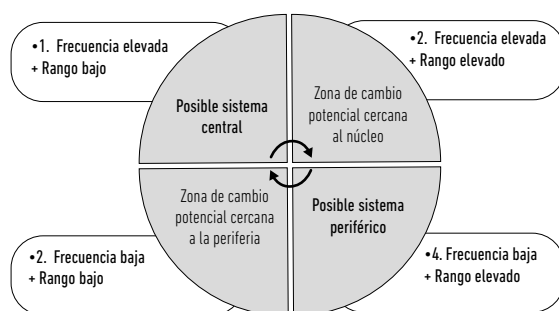 •1. Frecuencia elevada
+ Rango bajo
•2. Frecuencia elevada
+ Rango elevado
Posible sistema
central
Zona de cambio
potencial cercana
al núcleo
Zona de cambio
potencial cercana
a la periferia
Posible sistema
periférico
•2. Frecuencia baja
+ Rango bajo
•4. Frecuencia baja
+ Rango elevado